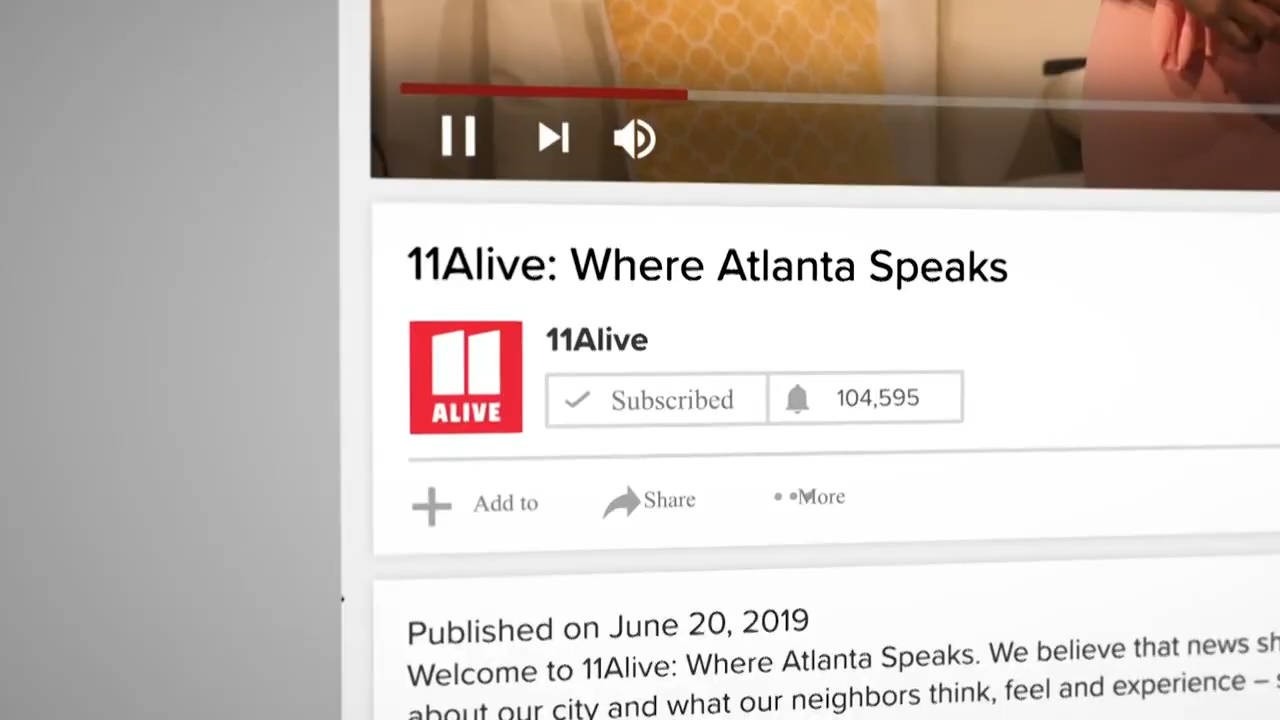 11Alive: Where Atlanta Speaks
11
ALIVE
11Alive
Subscribed
104,595
Add to
Share
More
Published on June 20, 2019
Welcome to 11Alive: Where Atlanta Speaks. We believe that news sh
about our city and what our neighbors think, feel and experience – s